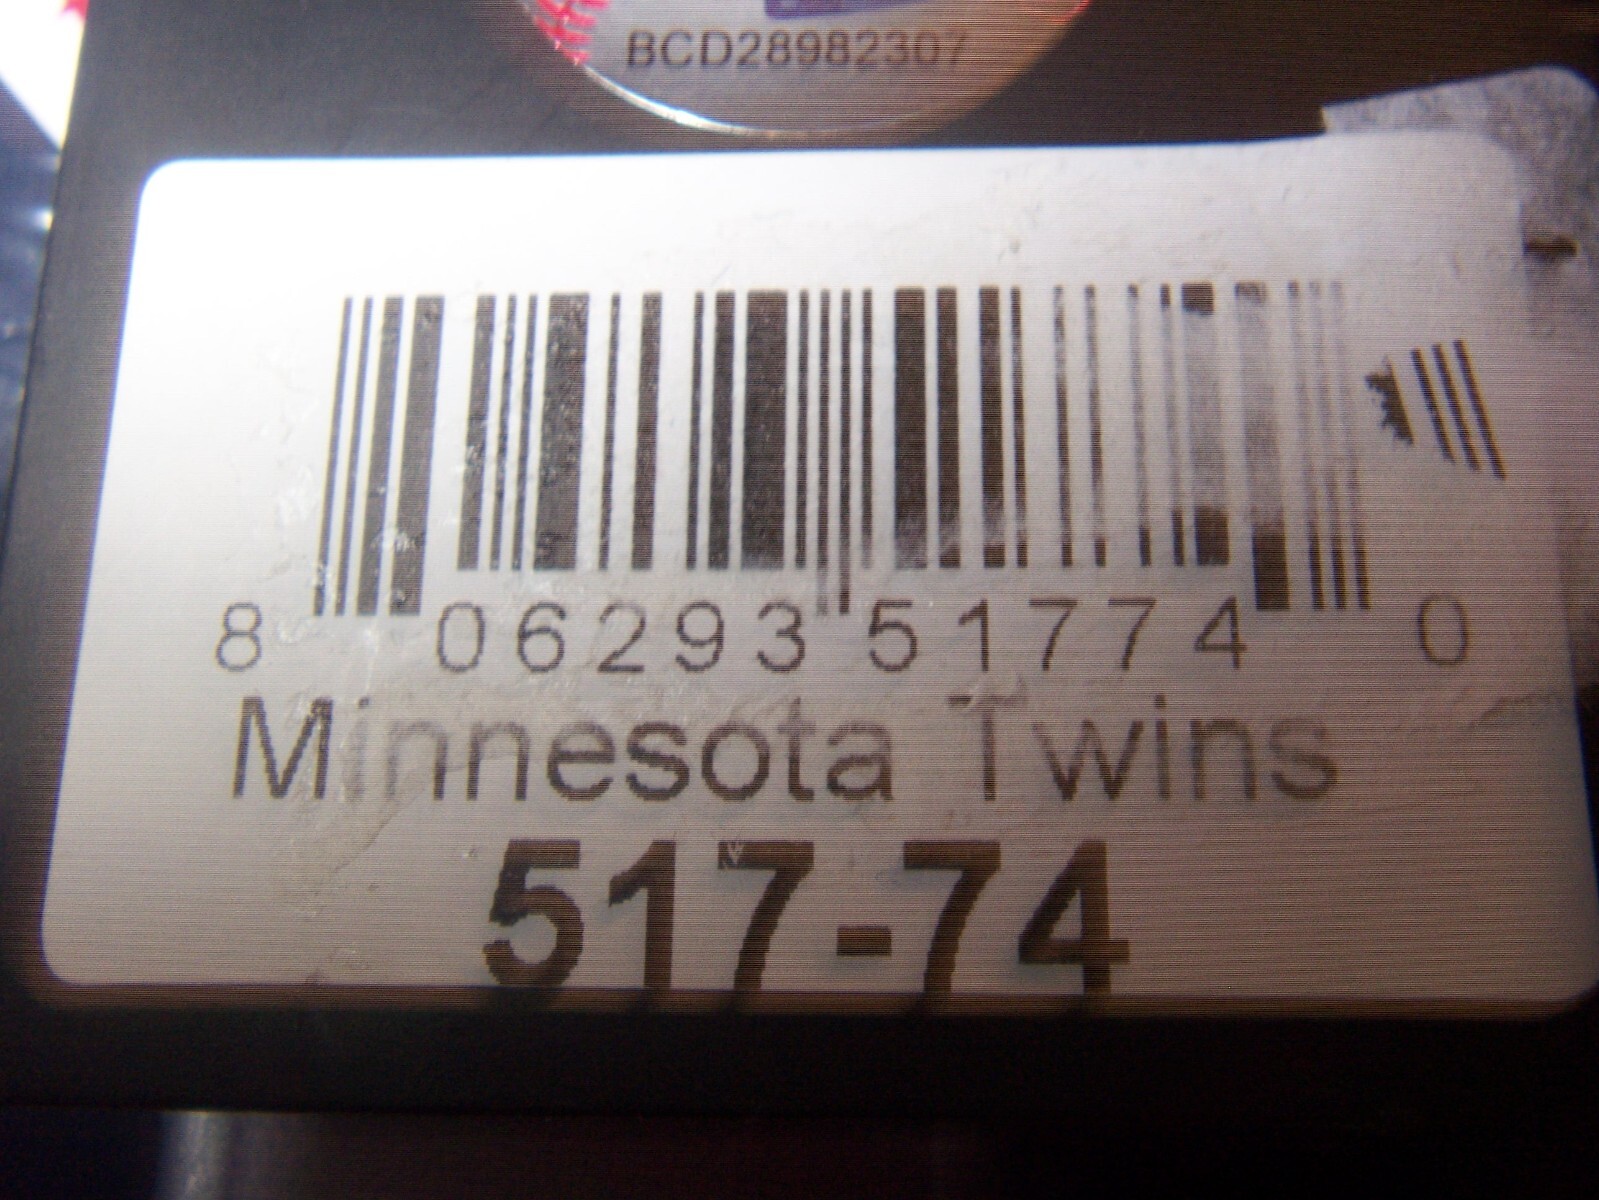 BCD28982307
8 06293 51774 0
Minnesota Twins
517-74